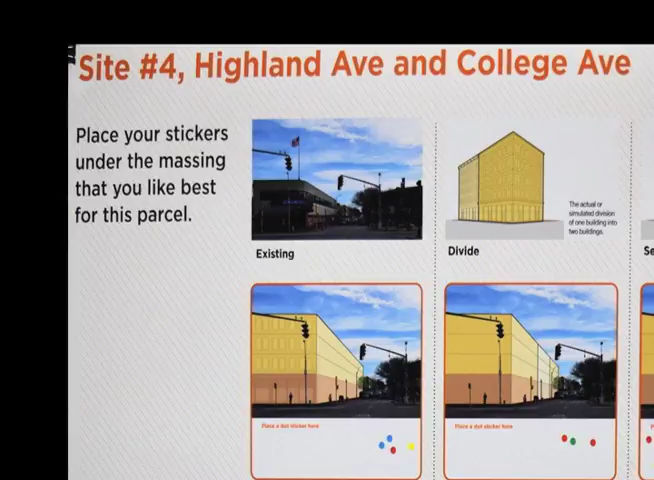 Site #4, Highland Ave and College Ave
Place your stickers
under the massing
that you like best
for this parcel.
The actual or
simulated division
of one building into
two buildings.
Existing
Divide
Se
Place a dot sticker here
Place a dot sticker here